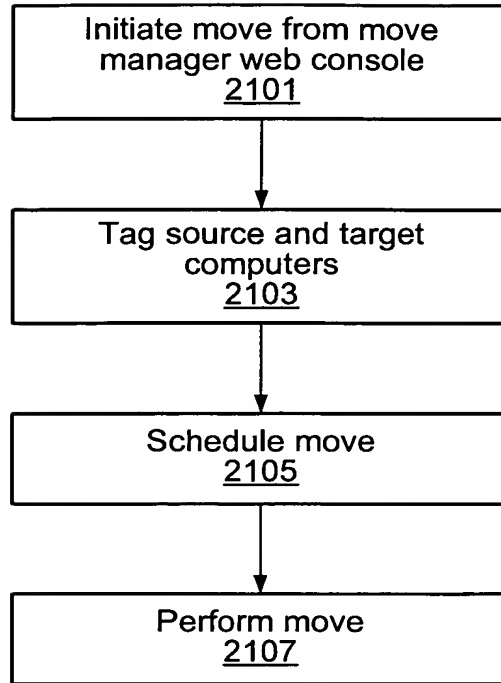 Initiate move from move
manager web console
2101
Tag source and target
computers
2103
Schedule move
2105
Perform move
2107